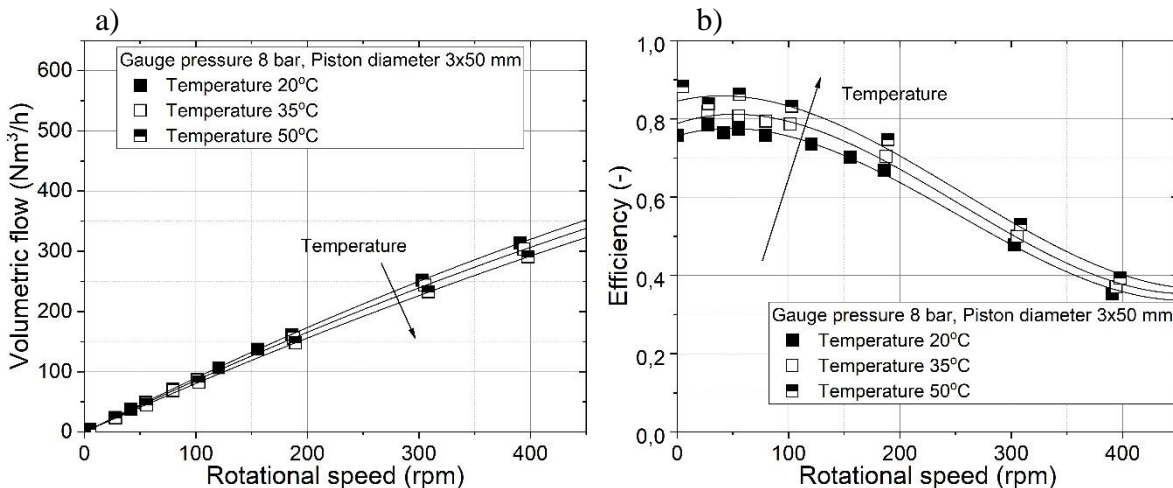 a)
Gauge pressure 8 bar, Piston diameter 3x50 mm
Temperature 20°C
Temperature 35°C
Temperature 50°C
Temperature
600
500
400
350
300
200
100
0
Volumetric flow (Nm³/h)
0
100
200
300
400
Rotational speed (rpm)
b)
1,0
0,8
0,6
0,4
0,2
0,0
Efficiency (-)
Temperature
Gauge pressure 8 bar, Piston diameter 3x50 mm
Temperature 20°C
Temperature 35°C
Temperature 50°C
0
100
200
300
400
Rotational speed (rpm)